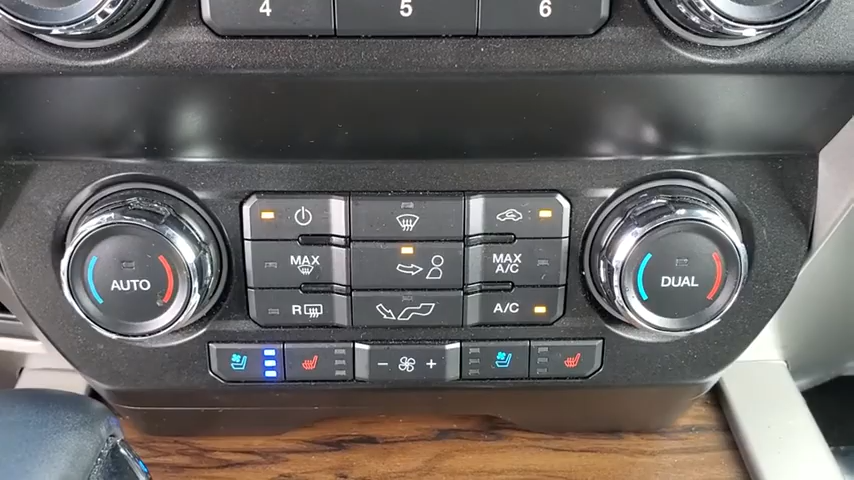 4 5 6
AUTO
MAX
MAX
A/C
R
A/C
DUAL
- +